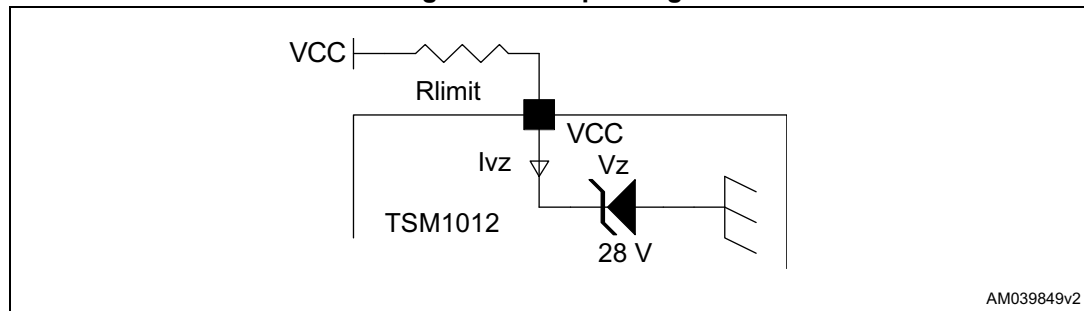 VCC
Rlimit
VCC
Ivz
Vz
TSM1012
28 V
AM039849v2